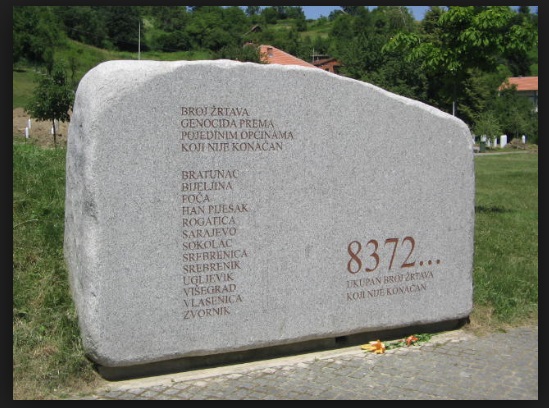 BROJ ŽRTAVA
GENOCIDA PREMA
POJEDINIM OPĆINAMA
KOJI NIJE KONAČAN
BRATUNAC
BIJELJINA
FOČA
HAN PIJESAK
ROGATICA
SARAJEVO
SOKOLAC
SREBRENICA
SREBRENIK
UGLJEVIK
VIŠEGRAD
VLASENICA
ZVORNIK
8372...
UKUPAN BROJ ŽRTAVA
KOJI NIJE KONAČAN